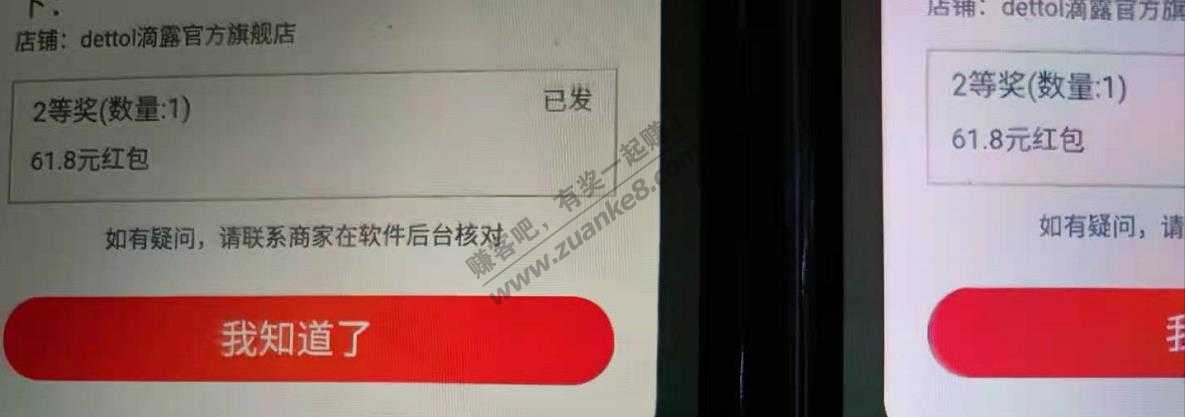 下：
店铺：dettol滴露官方旗舰店
2等奖(数量:1)
已发
61.8元红包
如有疑问，请联系商家在软件后台核对
我知道了
赚客吧，有奖一起赚！
www.zuanke8.com
店铺：dettol滴露官方旗
2等奖(数量:1)
61.8元红包
如有疑问，请
我